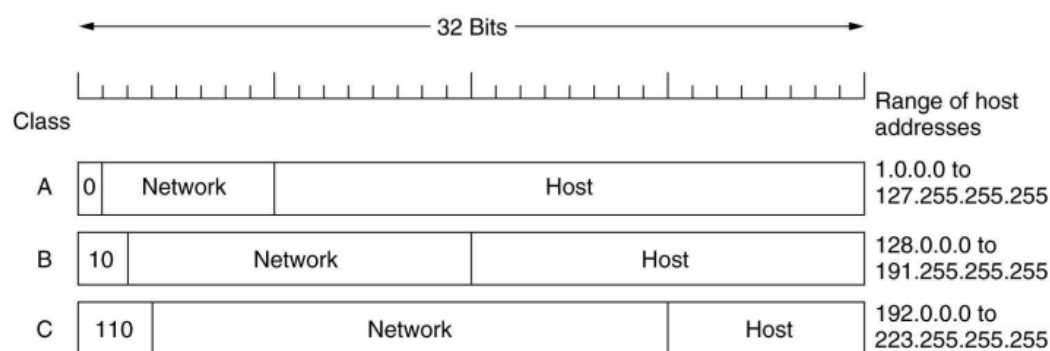 32 Bits
Range of host
addresses
Class
A 0 Network Host 1.0.0.0 to
127.255.255.255
B 10 Network Host 128.0.0.0 to
191.255.255.255
C 110 Network Host 192.0.0.0 to
223.255.255.255